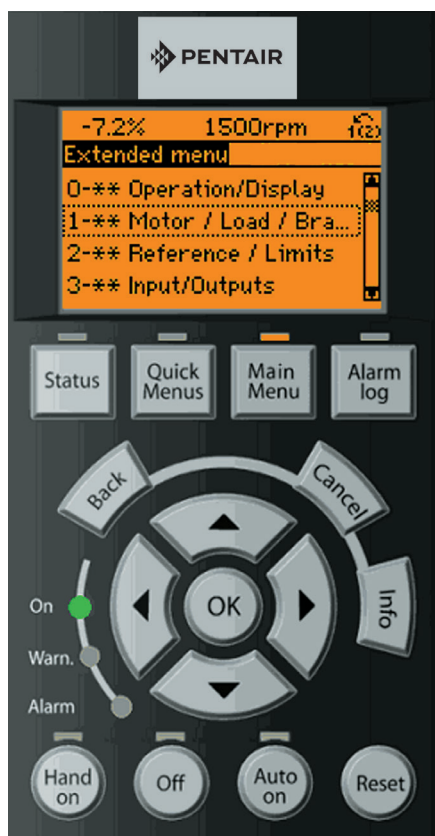 PENTAIR
-7.2% 1500rpm 1(2)
Extended menu
0-** Operation/Display
1-** Motor / Load / Bra...
2-** Reference / Limits
3-** Input/Outputs
Status
Quick
Menus
Main
Menu
Alarm
log
Back
Cancel
Info
OK
On
Warn.
Alarm
Hand
on
Off
Auto
on
Reset